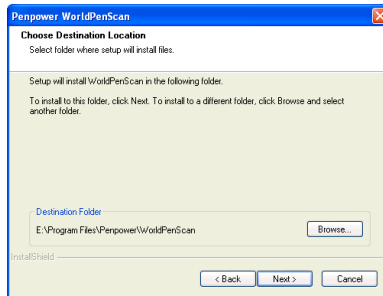 Penpower WorldPenScan
Choose Destination Location
Select folder where setup will install files.
Setup will install WorldPenScan in the following folder.
To install to this folder, click Next. To install to a different folder, click Browse and select
another folder.
Destination Folder
E:\Program Files\Penpower\WorldPenScan
Browse...
InstallShield
< Back
Next >
Cancel